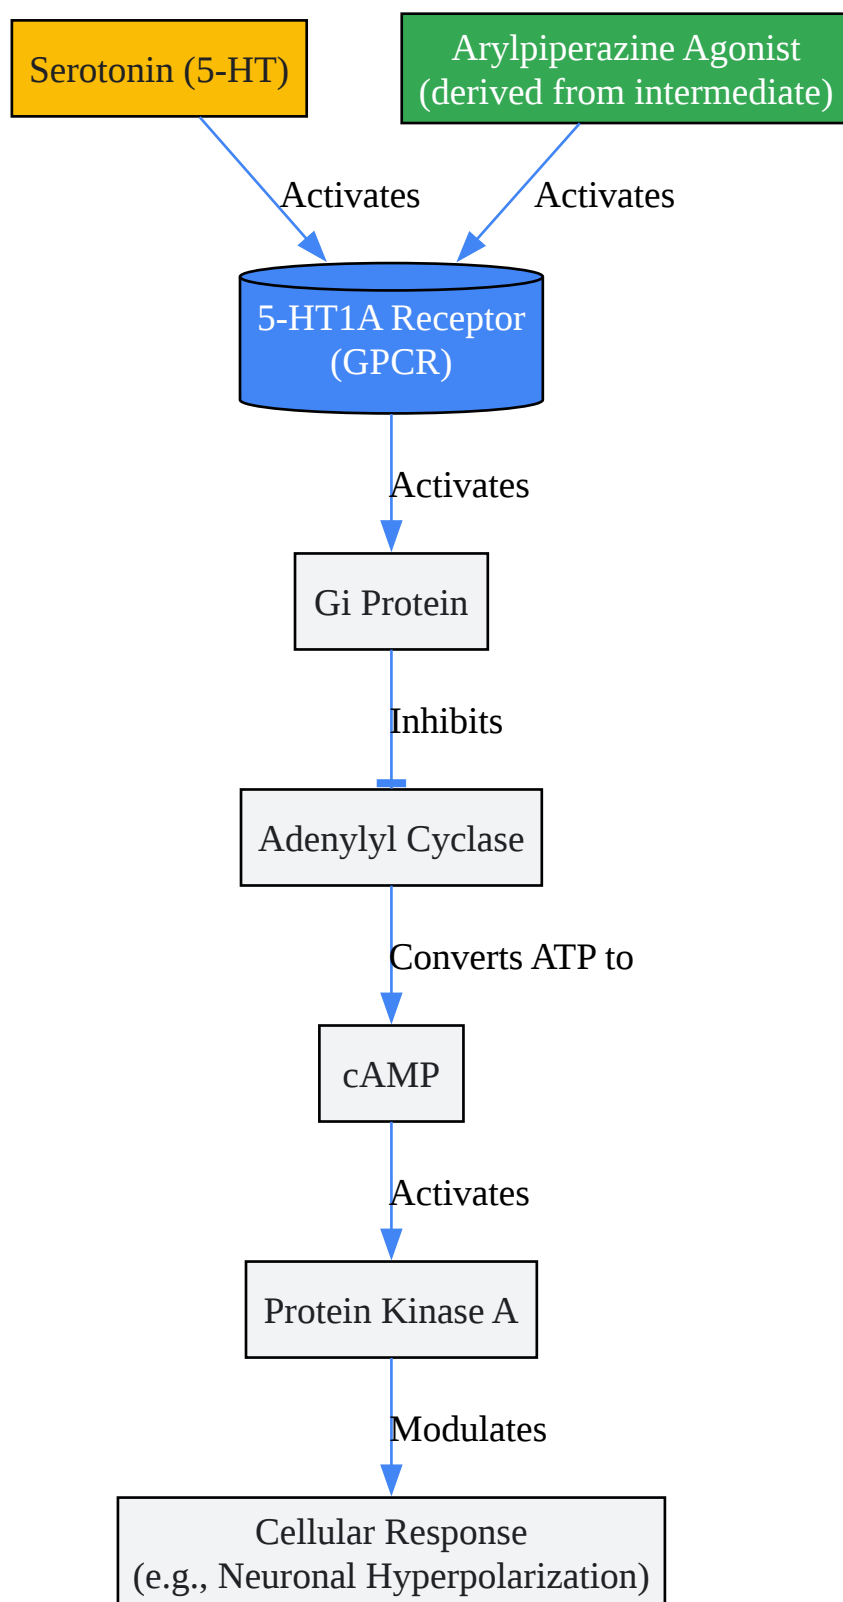 Serotonin (5-HT)
Arylpiperazine Agonist
(derived from intermediate)
Activates
Activates
5-HT1A Receptor
(GPCR)
Activates
Gi Protein
Inhibits
Adenylyl Cyclase
Converts ATP to
cAMP
Activates
Protein Kinase A
Modulates
Cellular Response
(e.g., Neuronal Hyperpolarization)